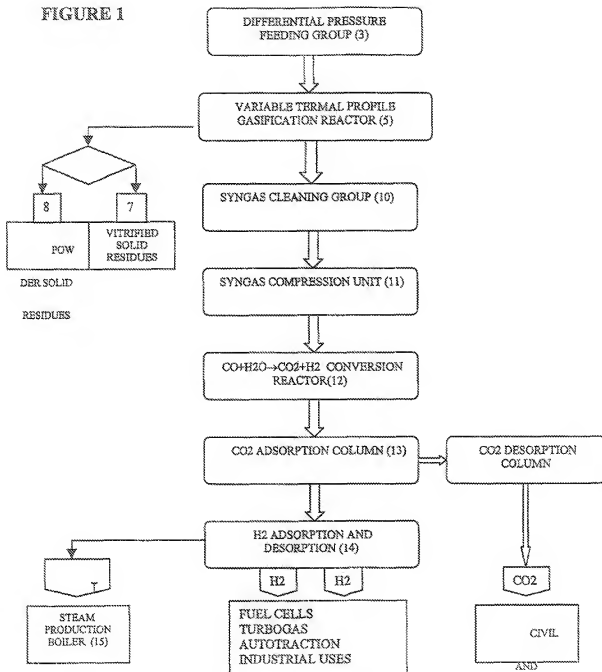 FIGURE 1
DIFFERENTIAL PRESSURE
FEEDING GROUP (3)
VARIABLE TERMAL PROFILE
GASIFICATION REACTOR (5)
8
7
POW
VITRIFIED
SOLID
RESIDUES
DER SOLID
RESIDUES
SYNGAS CLEANING GROUP (10)
SYNGAS COMPRESSION UNIT (11)
CO+H2O→CO2+H2 CONVERSION
REACTOR(12)
CO2 ADSORPTION COLUMN (13)
CO2 DESORPTION
COLUMN
H2 ADSORPTION AND
DESORPTION (14)
T
H2
H2
CO2
STEAM
PRODUCTION
BOILER (15)
FUEL CELLS
TURBOGAS
AUTOTRACTION
INDUSTRIAL USES
CIVIL
AND